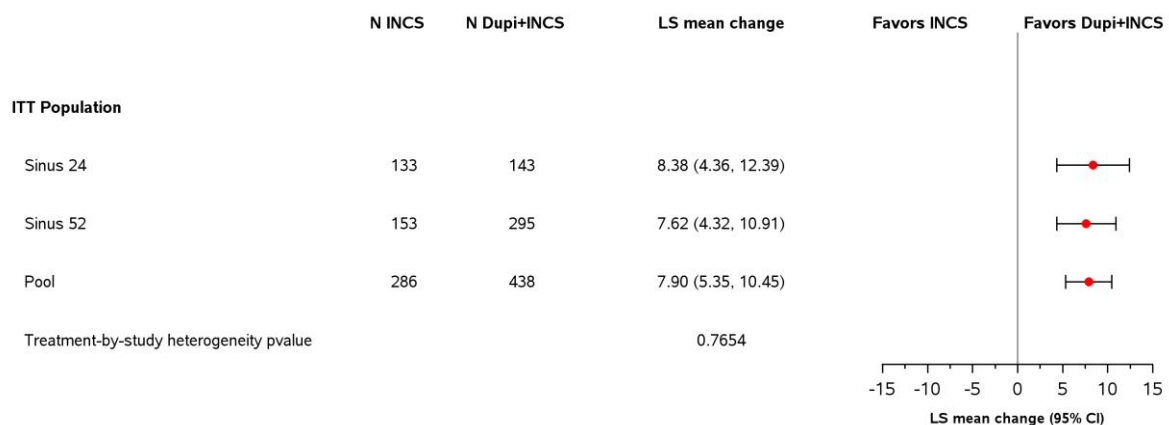 N INCS N Dupi+INCS LS mean change Favors INCS Favors Dupi+INCS
ITT Population
Sinus 24 133 143 8.38 (4.36, 12.39)
Sinus 52 153 295 7.62 (4.32, 10.91)
Pool 286 438 7.90 (5.35, 10.45)
Treatment-by-study heterogeneity pvalue 0.7654
-15 -10 -5 0 5 10 15
LS mean change (95% CI)